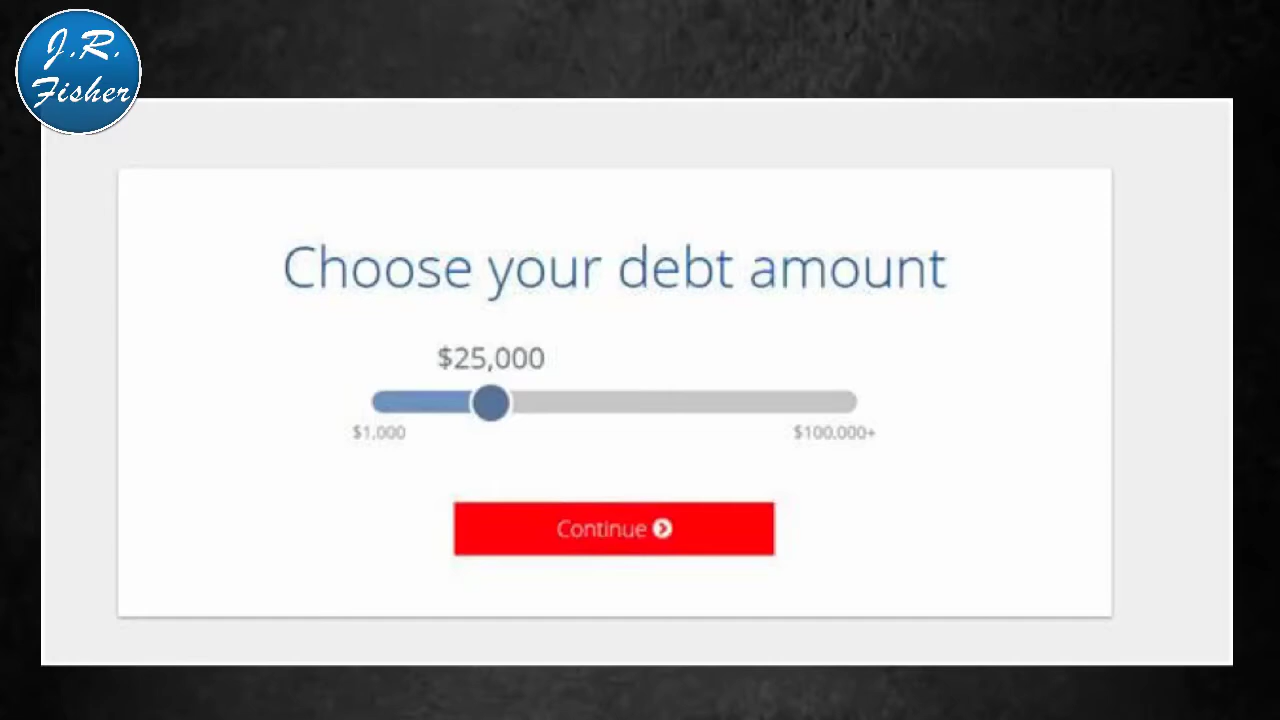 J.R.
Fisher
Choose your debt amount
$25,000
$1,000
$100,000+
Continue